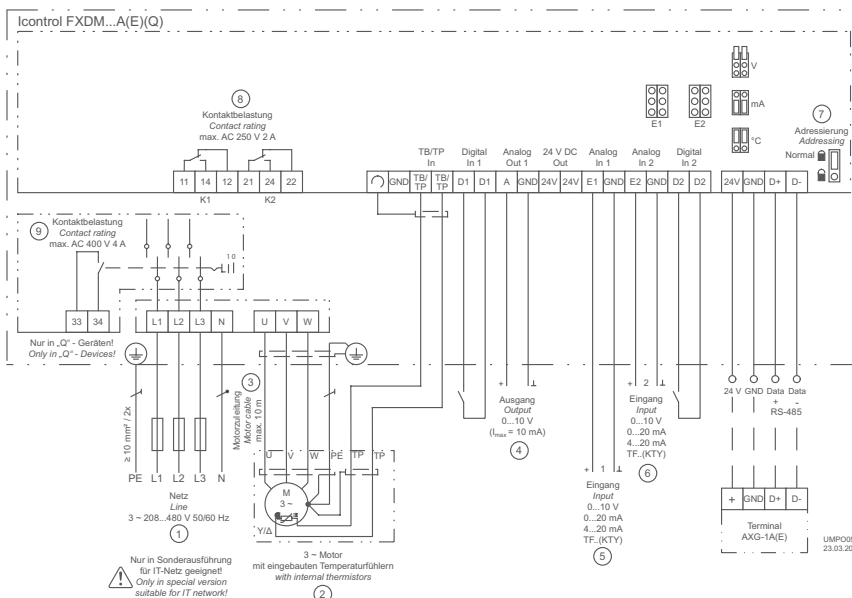 Icontrol FXDM...A(E)(Q)
8
Kontaktbelastung
Contact rating
max. AC 250 V 2 A
11 14 12 21 24 22
K1 K2
V
mA
°C
E1 E2
7
Adressierung
Addressing
Normal
TB/TP In
Digital In 1
Analog Out 1
24 V DC Out
Analog In 1
Analog In 2
Digital In 2
GND TB/TP TB/TP D1 D1 A GND 24V 24V E1 GND E2 GND D2 D2
24V GND D+ D-
9
Kontaktbelastung
Contact rating
max. AC 400 V 4 A
1 0
33 34
L1 L2 L3 N
U V W
Nur in „Q“ - Geräten!
Only in „Q“ - Devices!
≥ 10 mm² / 2x
PE L1 L2 L3 N
Netz
Line
3 ~ 208...480 V 50/60 Hz
1
Nur in Sonderausführung
für IT-Netz geeignet!
Only in special version
suitable for IT network!
3
Motorzuleitung
Motor cable
max. 10 m
U V W PE TP TP
M
3 ~
Y/Δ
3 ~ Motor
mit eingebauten Temperaturfühlern
with internal thermistors
2
+ ⊥
Ausgang
Output
0...10 V
(Imax = 10 mA)
4
+ 1 ⊥
Eingang
Input
0...10 V
0...20 mA
4...20 mA
TF..(KTY)
5
+ 2 ⊥
Eingang
Input
0...10 V
0...20 mA
4...20 mA
TF..(KTY)
6
24 V GND Data Data
+ -
RS-485
+ GND D+ D-
Terminal
AXG-1A(E)